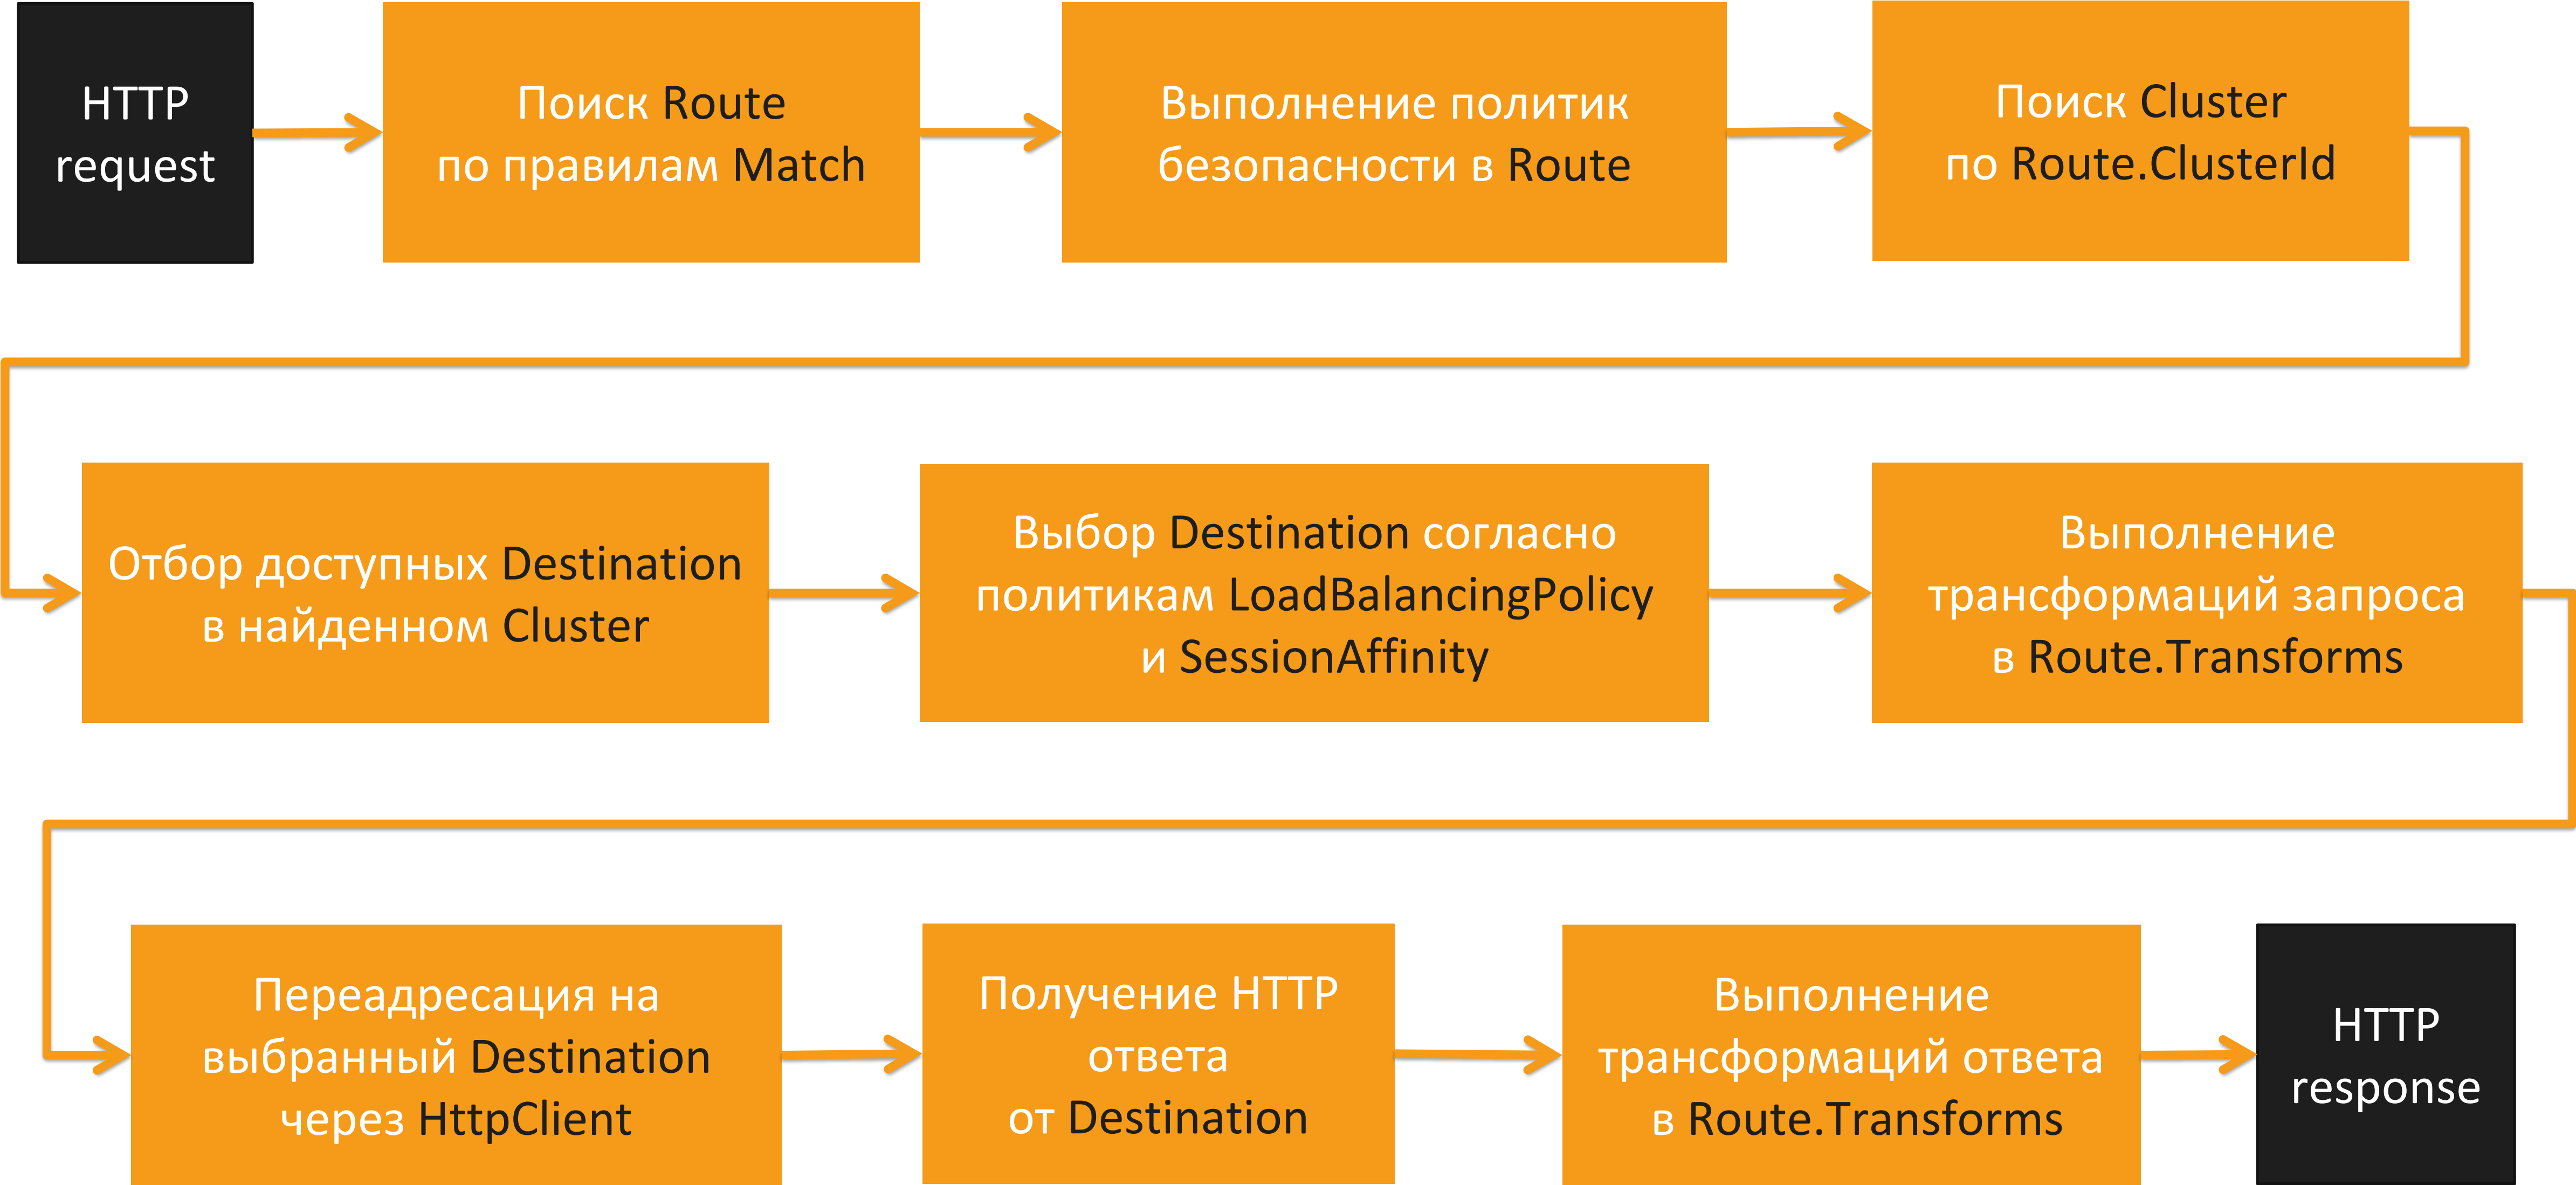 HTTP
request
Поиск Route
по правилам Match
Выполнение политик
безопасности в Route
Поиск Cluster
по Route.ClusterId
Отбор доступных Destination
в найденном Cluster
Выбор Destination согласно
политикам LoadBalancingPolicy
и SessionAffinity
Выполнение
трансформаций запроса
в Route.Transforms
Переадресация на
выбранный Destination
через HttpClient
Получение HTTP
ответа
от Destination
Выполнение
трансформаций ответа
в Route.Transforms
HTTP
response